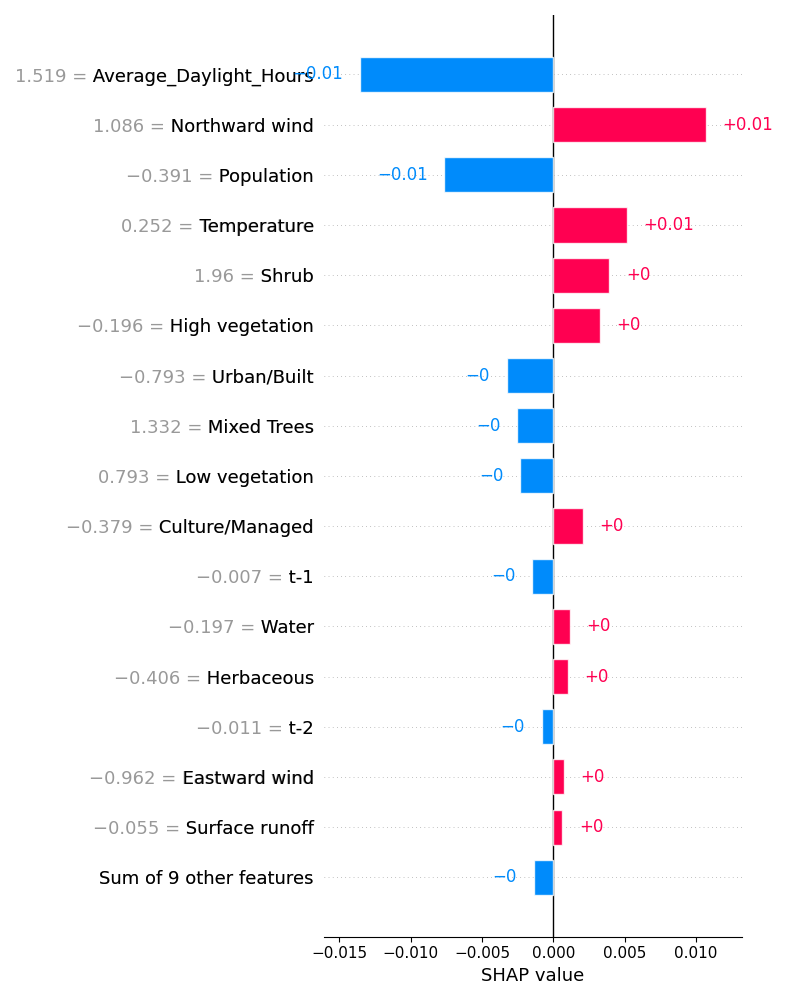 1.519 = Average_Daylight_Hours −0.01
1.086 = Northward wind +0.01
−0.391 = Population −0.01
0.252 = Temperature +0.01
1.96 = Shrub +0
−0.196 = High vegetation +0
−0.793 = Urban/Built −0
1.332 = Mixed Trees −0
0.793 = Low vegetation −0
−0.379 = Culture/Managed +0
−0.007 = t-1 −0
−0.197 = Water +0
−0.406 = Herbaceous +0
−0.011 = t-2 −0
−0.962 = Eastward wind +0
−0.055 = Surface runoff +0
Sum of 9 other features −0
−0.015 −0.010 −0.005 0.000 0.005 0.010
SHAP value